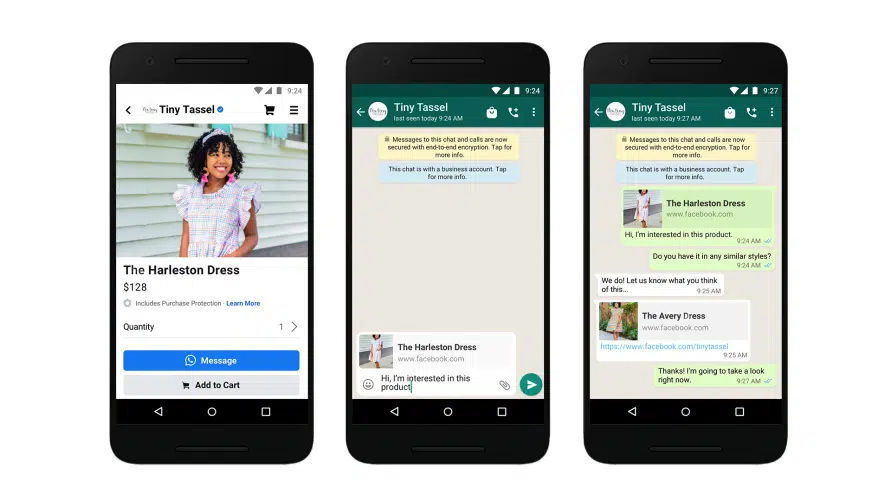 9:24
Tiny Tassel
The Harleston Dress
$128
Includes Purchase Protection · Learn More
Quantity 1
Message
Add to Cart
9:24
Tiny Tassel
last seen today 9:24 AM
Messages to this chat and calls are now
secured with end-to-end encryption. Tap for
more info.
This chat is with a business account. Tap
for more info.
The Harleston Dress
www.facebook.com
Hi, I'm interested in this
product
9:27
Tiny Tassel
last seen today 9:27 AM
Messages to this chat and calls are now
secured with end-to-end encryption. Tap for
more info.
This chat is with a business account. Tap
for more info.
The Harleston Dress
www.facebook.com
Hi, I'm interested in this product.
9:24 AM
Do you have it in any similar styles?
9:24 AM
We do! Let us know what you think
of this...
9:25 AM
The Avery Dress
www.facebook.com
https://www.facebook.com/tinytassel
9:25 AM
Thanks! I'm going to take a look
right now.
9:27 AM